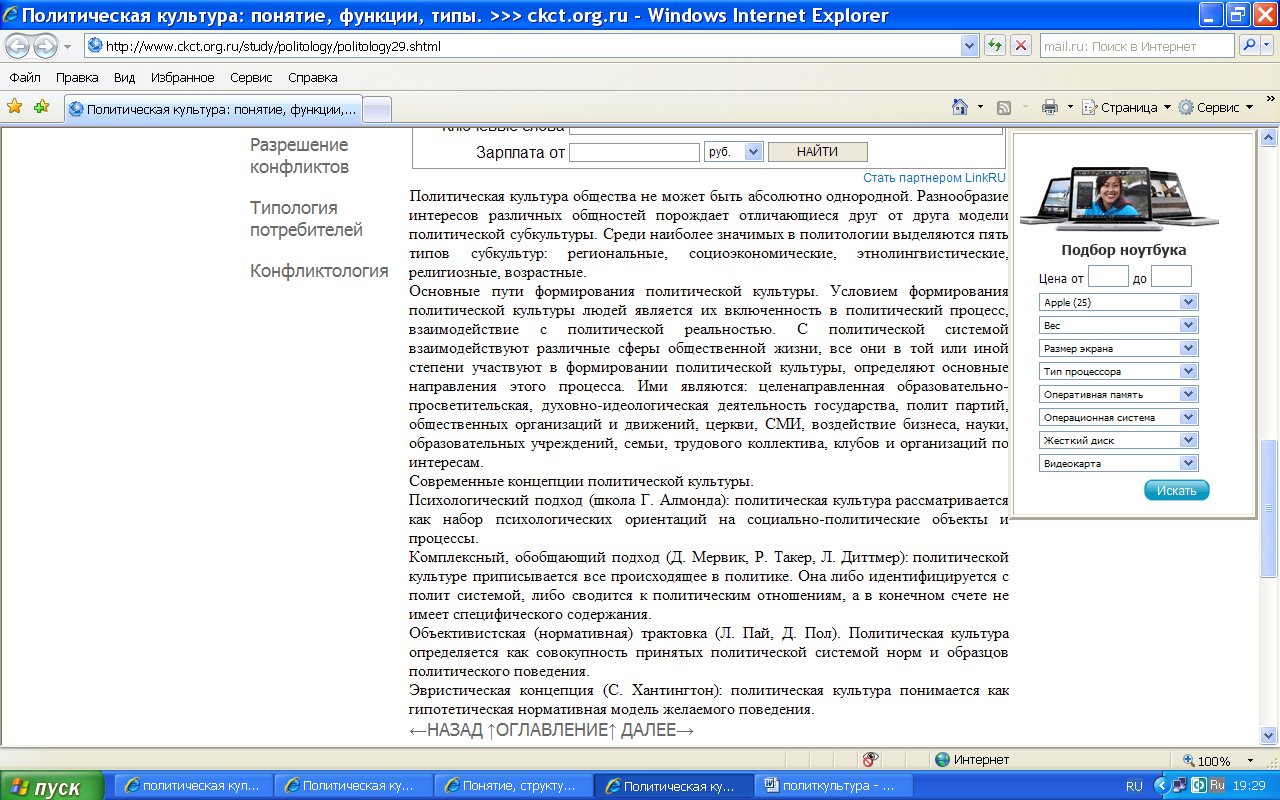 Политическая культура: понятие, функции, типы. >>> ckct.org.ru - Windows Internet Explorer
http://www.ckct.org.ru/study/politology/politology29.shtml
mail.ru: Поиск в Интернет
Файл Правка Вид Избранное Сервис Справка
Политическая культура: понятие, функции,...
Страница Сервис »
Разрешение
конфликтов
Типология
потребителей
Конфликтология
Ключевые слова
Зарплата от руб. НАЙТИ
Стать партнером LinkRU
Политическая культура общества не может быть абсолютно однородной. Разнообразие
интересов различных общностей порождает отличающиеся друг от друга модели
политической субкультуры. Среди наиболее значимых в политологии выделяются пять
типов субкультур: региональные, социоэкономические, этнолингвистические,
религиозные, возрастные.
Основные пути формирования политической культуры. Условием формирования
политической культуры людей является их включенность в политический процесс,
взаимодействие с политической реальностью. С политической системой
взаимодействуют различные сферы общественной жизни, все они в той или иной
степени участвуют в формировании политической культуры, определяют основные
направления этого процесса. Ими являются: целенаправленная образовательно-
просветительская, духовно-идеологическая деятельность государства, полит партий,
общественных организаций и движений, церкви, СМИ, воздействие бизнеса, науки,
образовательных учреждений, семьи, трудового коллектива, клубов и организаций по
интересам.
Современные концепции политической культуры.
Психологический подход (школа Г. Алмонда): политическая культура рассматривается
как набор психологических ориентаций на социально-политические объекты и
процессы.
Комплексный, обобщающий подход (Д. Мервик, Р. Такер, Л. Диттмер): политической
культуре приписывается все происходящее в политике. Она либо идентифицируется с
полит системой, либо сводится к политическим отношениям, а в конечном счете не
имеет специфического содержания.
Объективистская (нормативная) трактовка (Л. Пай, Д. Пол). Политическая культура
определяется как совокупность принятых политической системой норм и образцов
политического поведения.
Эвристическая концепция (С. Хантингтон): политическая культура понимается как
гипотетическая нормативная модель желаемого поведения.
←НАЗАД ↑ОГЛАВЛЕНИЕ↑ ДАЛЕЕ→
Подбор ноутбука
Цена от до
Apple (25)
Вес
Размер экрана
Тип процессора
Оперативная память
Операционная система
Жесткий диск
Видеокарта
Искать
Интернет 100%
пуск политическая кул... Политическая ку... Понятие, структу... Политическая ку... политкультура - ... RU Ru 19:29